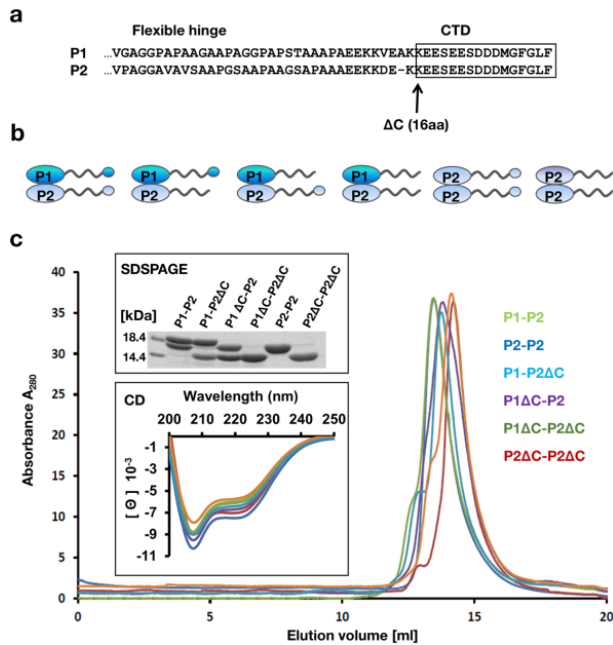 a
Flexible hinge CTD
P1 ...VGAGGPAPAAGAAPAGGPAPSTAAAPAEEKKVEAKKEESEESDDDMGFGLF
P2 ...VPAGGAVAVSAAPGSAAPAAGSAPAAAEEKKDE-KKEESEESDDDMGFGLF
ΔC (16aa)
b
P1 P1 P1 P1 P2 P2
P2 P2 P2 P2 P2 P2
c
SDSPAGE
P1-P2 P1-P2ΔC P1ΔC-P2 P1ΔC-P2ΔC P2-P2 P2ΔC-P2ΔC
[kDa]
18.4
14.4
CD
Wavelength (nm)
200 210 220 230 240 250
-1
-3
-5
-7
-9
-11
[Θ] 10-3
P1-P2
P2-P2
P1-P2ΔC
P1ΔC-P2
P1ΔC-P2ΔC
P2ΔC-P2ΔC
40
35
30
25
20
15
10
5
0
Absorbance A280
0 5 10 15 20
Elution volume [ml]